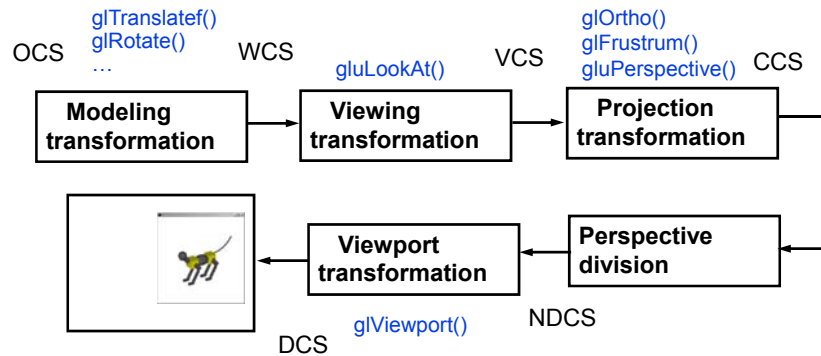 glTranslatef()
glRotate()
…
OCS
WCS
gluLookAt()
VCS
glOrtho()
glFrustrum()
gluPerspective()
CCS
Modeling
transformation
Viewing
transformation
Projection
transformation
Viewport
transformation
Perspective
division
glViewport()
DCS
NDCS